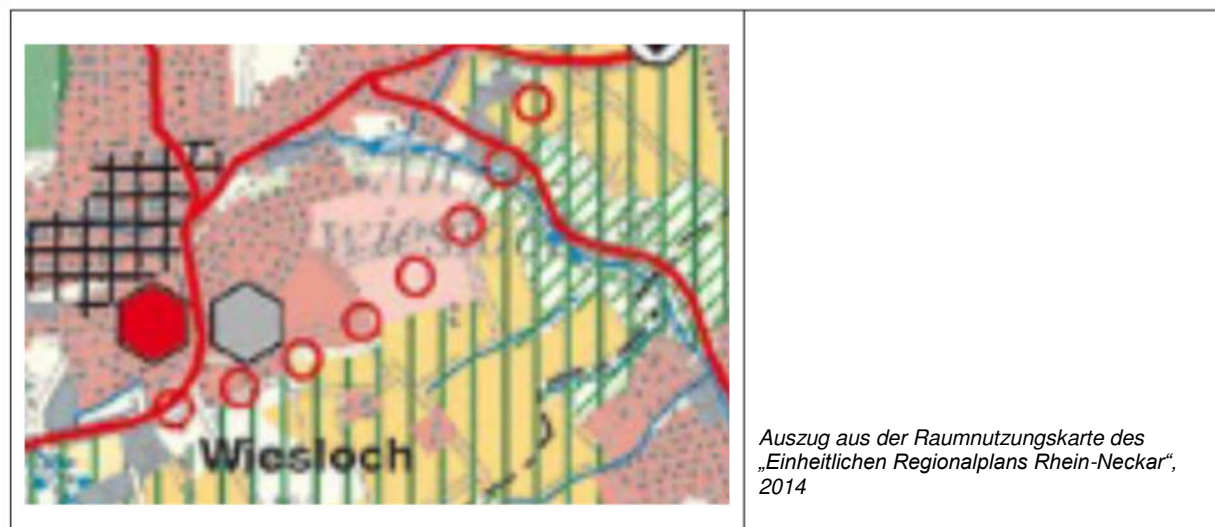 Wiesloch
Auszug aus der Raumnutzungskarte des
„Einheitlichen Regionalplans Rhein-Neckar“,
2014